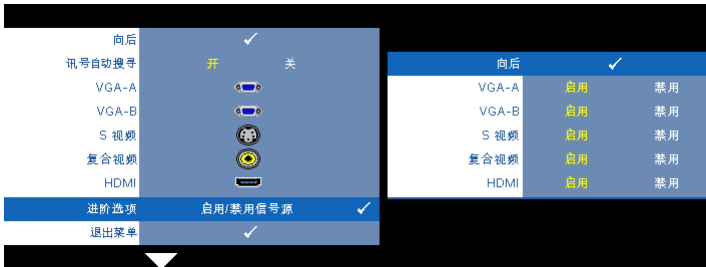 向后
讯号自动搜寻 开 关
VGA-A
VGA-B
S 视频
复合视频
HDMI
进阶选项 启用/禁用信号源
退出菜单
向后
VGA-A 启用 禁用
VGA-B 启用 禁用
S 视频 启用 禁用
复合视频 启用 禁用
HDMI 启用 禁用